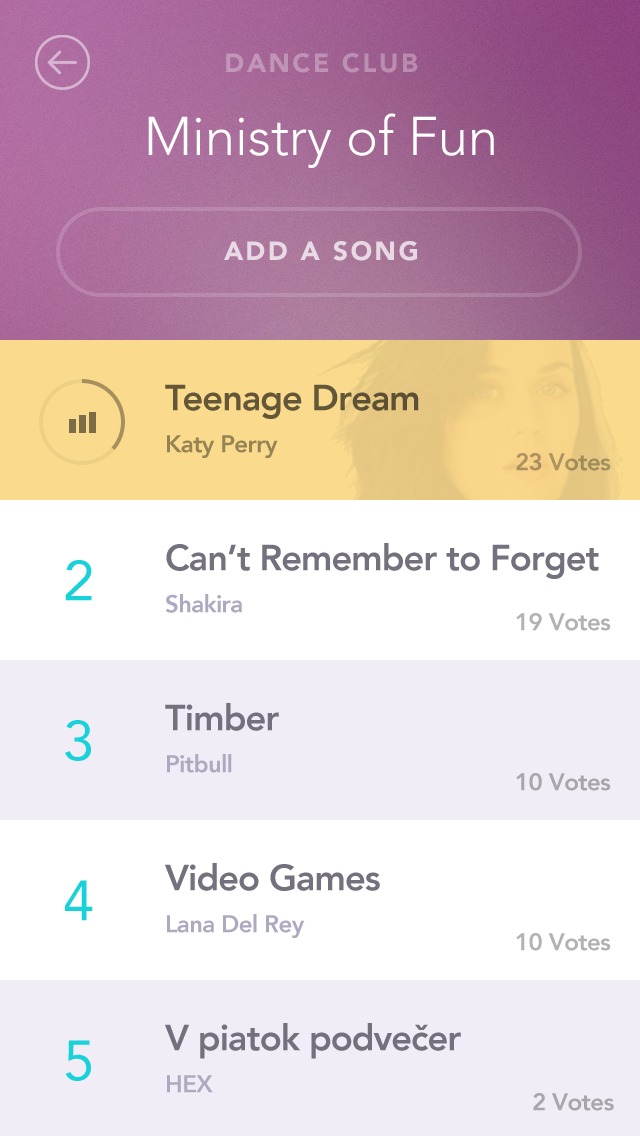 DANCE CLUB
Ministry of Fun
ADD A SONG
Teenage Dream
Katy Perry
23 Votes
2
Can’t Remember to Forget
Shakira
19 Votes
3
Timber
Pitbull
10 Votes
4
Video Games
Lana Del Rey
10 Votes
5
V piatok podvečer
HEX
2 Votes